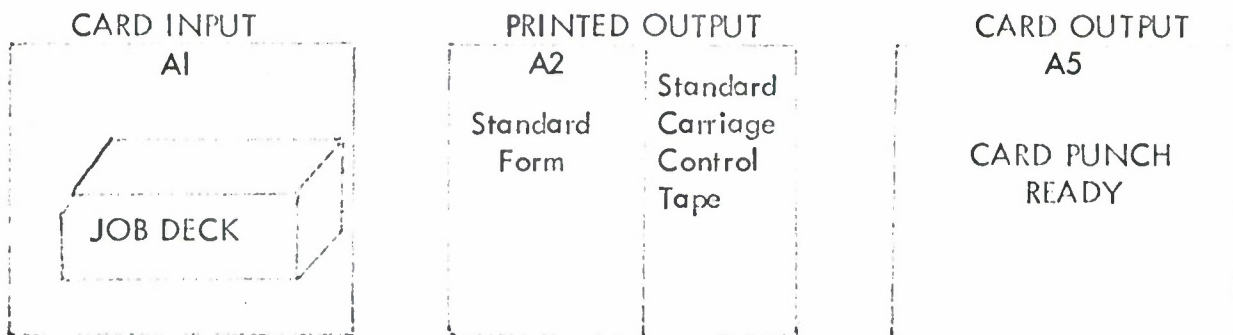 CARD INPUT
A1
JOB DECK
PRINTED OUTPUT
A2
Standard
Form
Standard
Carriage
Control
Tape
CARD OUTPUT
A5
CARD PUNCH
READY